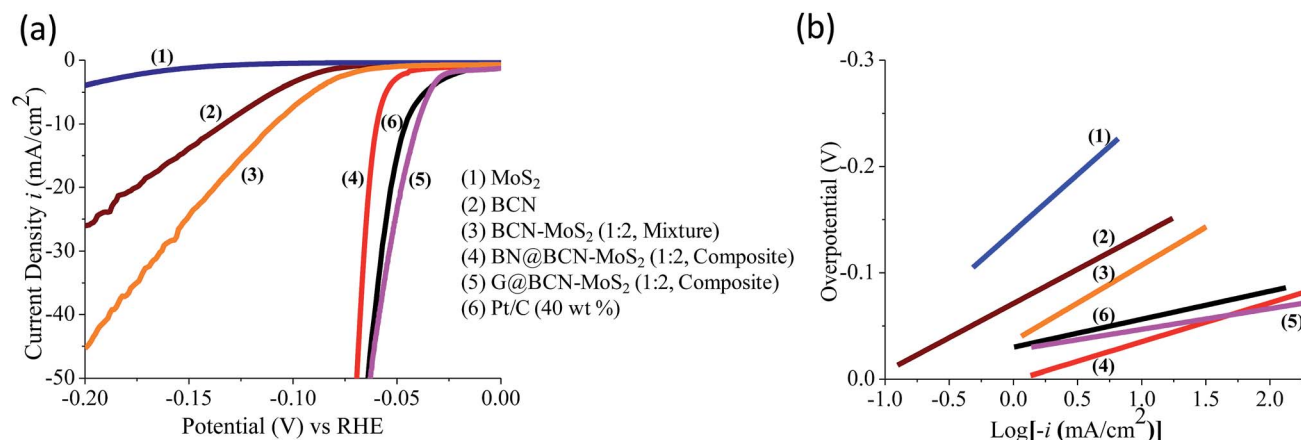 (a)
Current Density i (mA/cm²)
0
-10
-20
-30
-40
-50
-0.20
-0.15
-0.10
-0.05
0.00
Potential (V) vs RHE
(1)
(2)
(3)
(4)
(6)
(5)
(1) MoS₂
(2) BCN
(3) BCN-MoS₂ (1:2, Mixture)
(4) BN@BCN-MoS₂ (1:2, Composite)
(5) G@BCN-MoS₂ (1:2, Composite)
(6) Pt/C (40 wt %)
(b)
Overpotential (V)
-0.3
-0.2
-0.1
0.0
-1.0
-0.5
0.0
0.5
1.0
1.5
2.0
Log[-i (mA/cm²)]
(1)
(2)
(3)
(6)
(5)
(4)